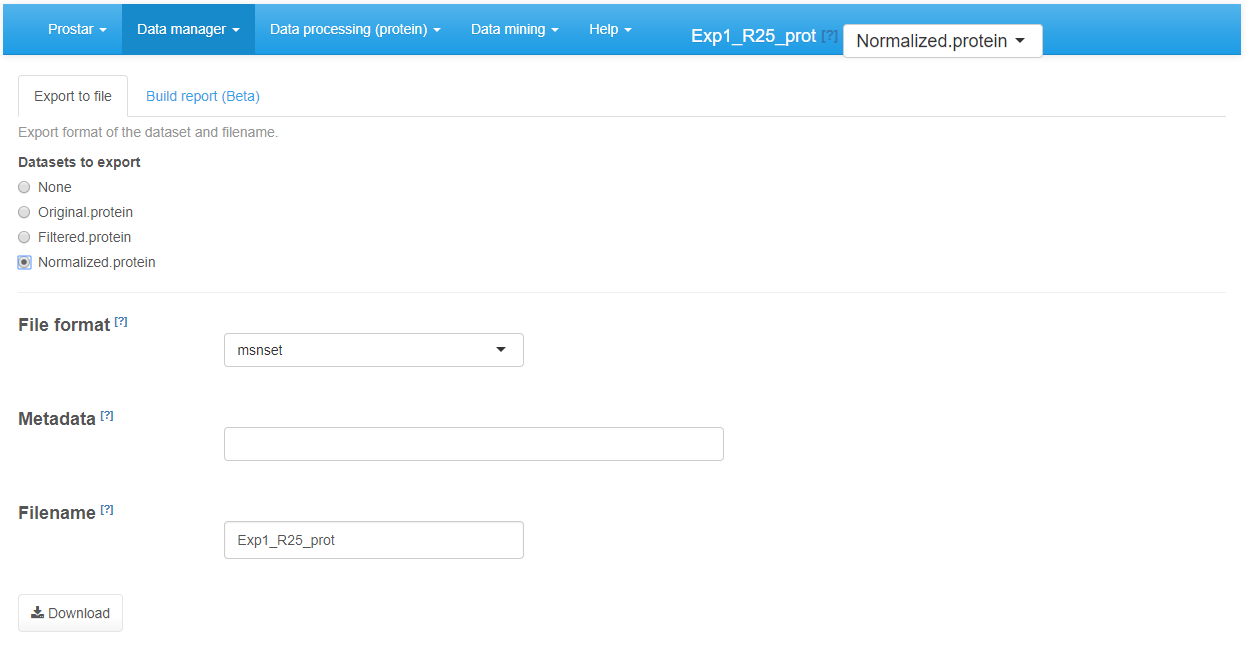 Prostar Data manager Data processing (protein) Data mining Help Exp1_R25_prot [?] Normalized.protein
Export to file Build report (Beta)
Export format of the dataset and filename.
Datasets to export
None
Original.protein
Filtered.protein
Normalized.protein
File format [?]
msnset
Metadata [?]
Filename [?]
Exp1_R25_prot
Download